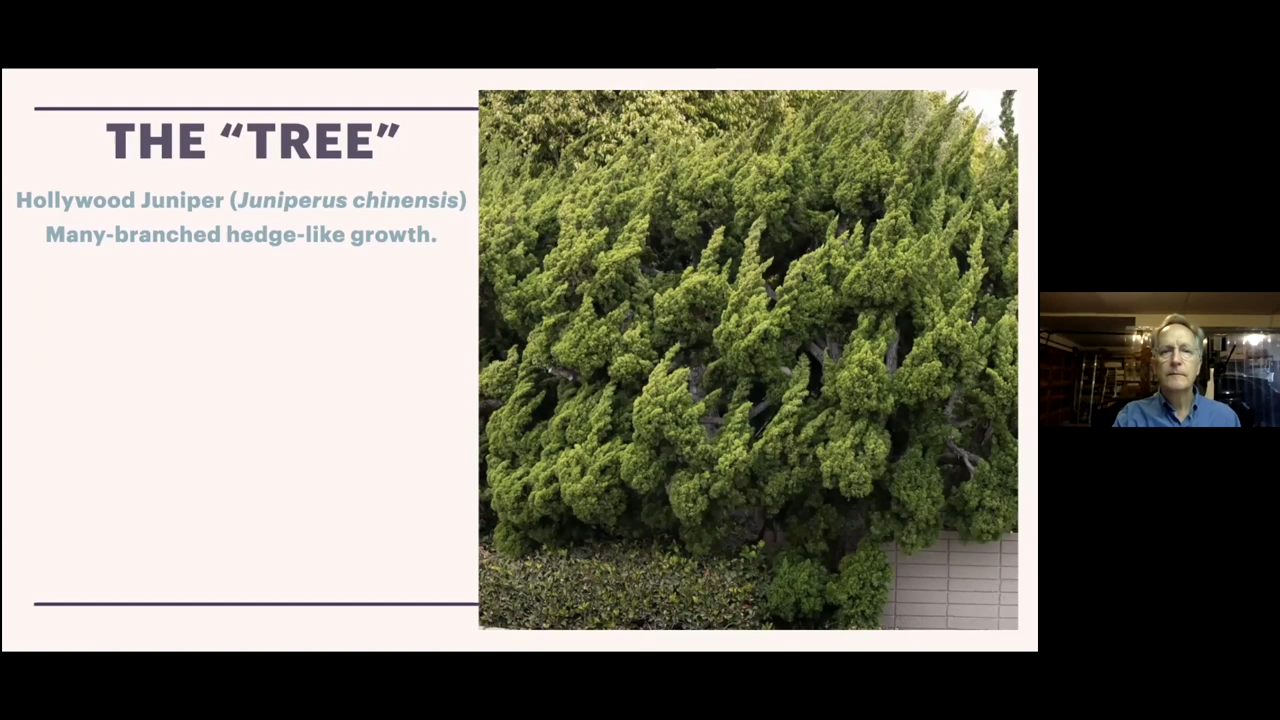 THE “TREE”
Hollywood Juniper (Juniperus chinensis)
Many-branched hedge-like growth.